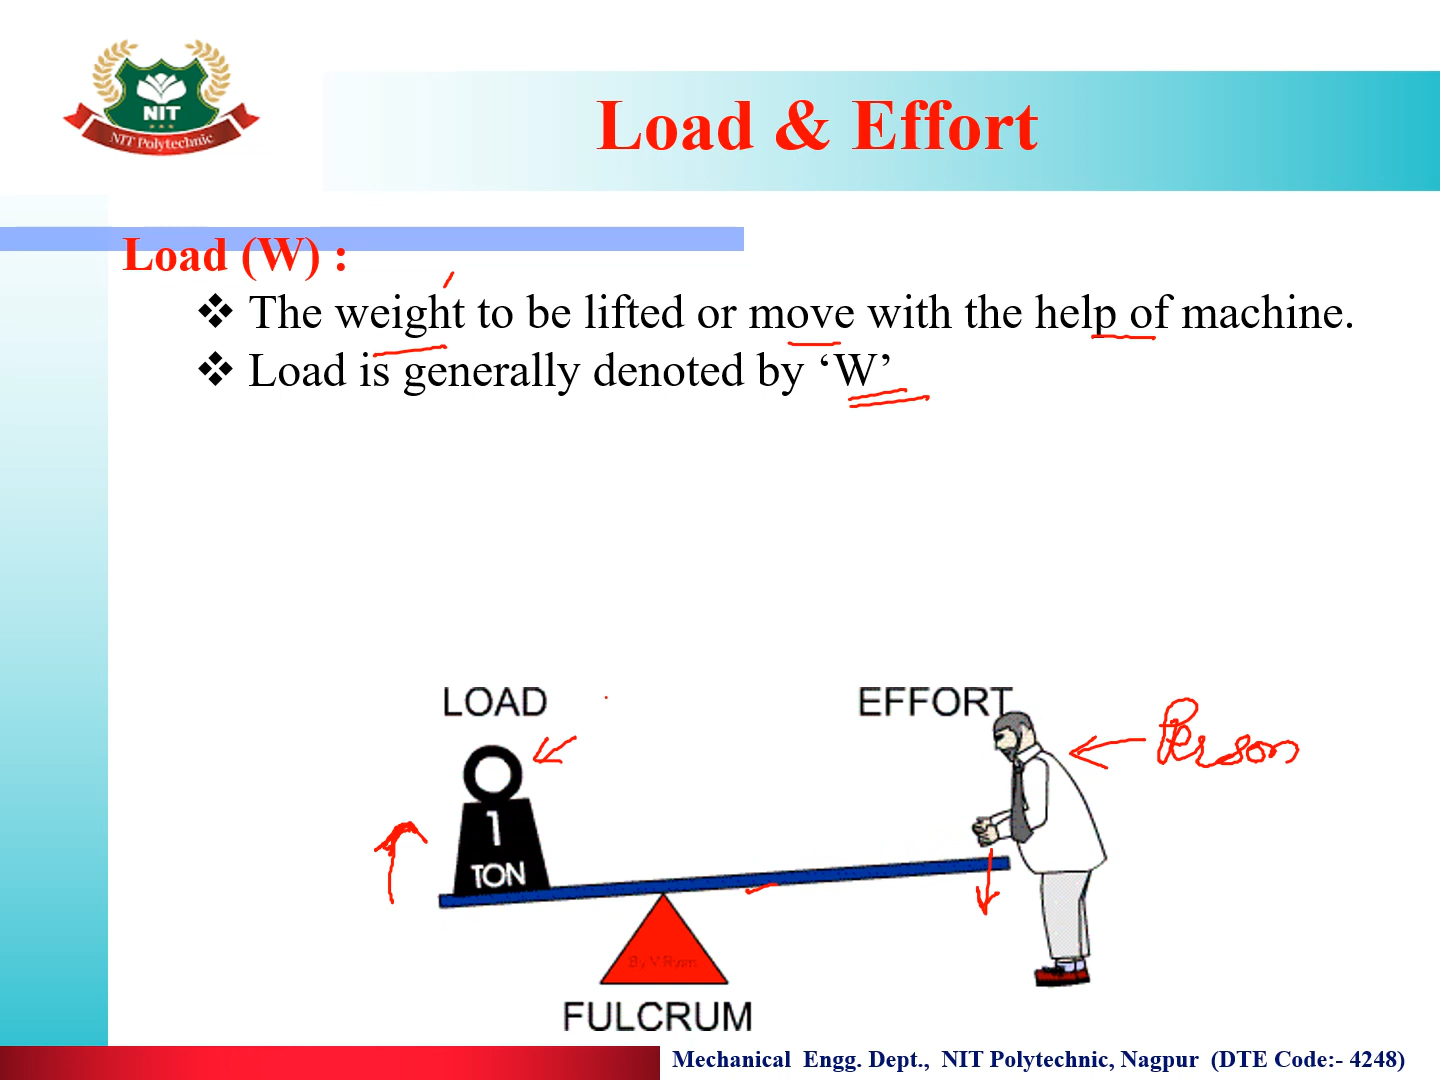 NIT
NIT Polytechnic
Load & Effort
Load (W) :
❖ The weight to be lifted or move with the help of machine.
❖ Load is generally denoted by ‘W’
LOAD
EFFORT
Person
1
TON
By V Ryan
FULCRUM
Mechanical Engg. Dept., NIT Polytechnic, Nagpur (DTE Code:- 4248)